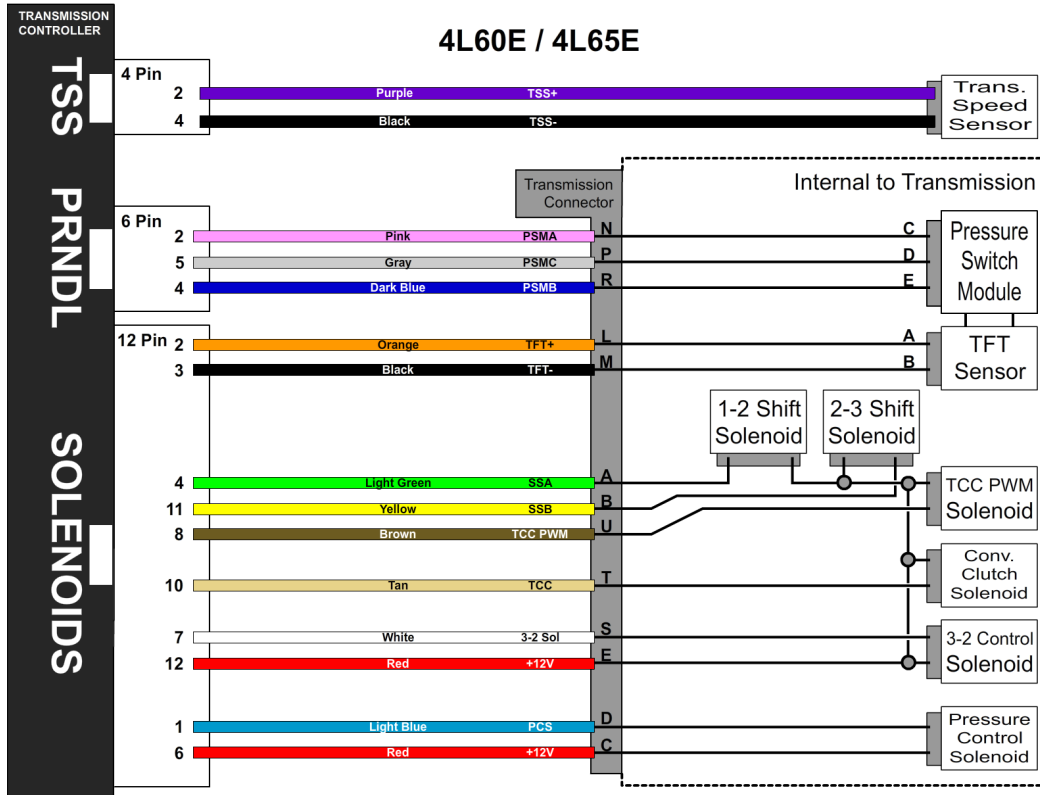 TRANSMISSION
CONTROLLER
4L60E / 4L65E
TSS
4 Pin
2 Purple TSS+
4 Black TSS-
Trans.
Speed
Sensor
Internal to Transmission
Transmission
Connector
PRNDL
6 Pin
2 Pink PSMA N C
5 Gray PSMC P D
4 Dark Blue PSMB R E
Pressure
Switch
Module
12 Pin
2 Orange TFT+ L A
3 Black TFT- M B
TFT
Sensor
1-2 Shift
Solenoid
2-3 Shift
Solenoid
SOLENOIDS
4 Light Green SSA A
11 Yellow SSB B
8 Brown TCC PWM U
TCC PWM
Solenoid
10 Tan TCC T
Conv.
Clutch
Solenoid
7 White 3-2 Sol S
12 Red +12V E
3-2 Control
Solenoid
1 Light Blue PCS D
6 Red +12V C
Pressure
Control
Solenoid